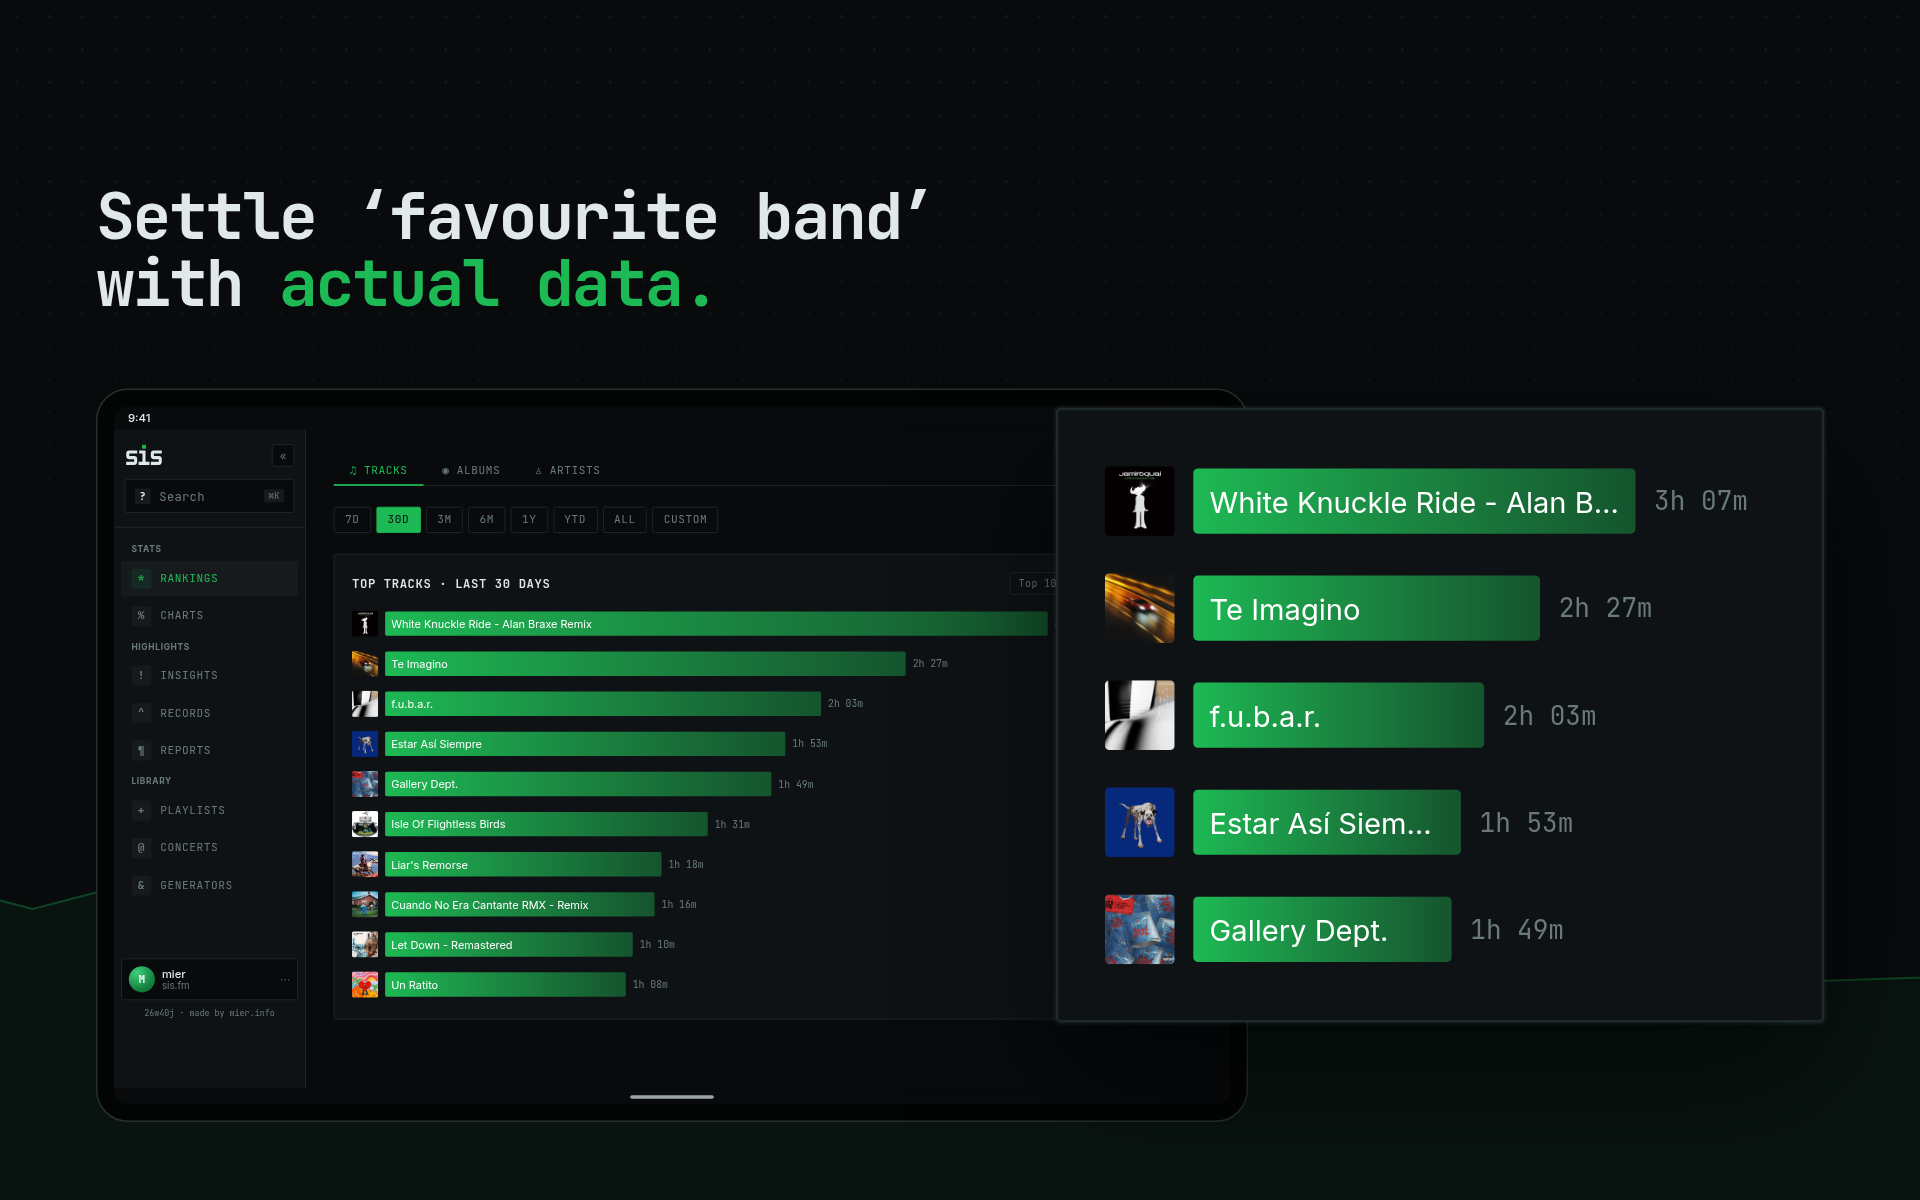 Settle ‘favourite band’
with actual data.
9:41
sis
«
? Search ⌘K
STATS
* RANKINGS
% CHARTS
HIGHLIGHTS
! INSIGHTS
^ RECORDS
¶ REPORTS
LIBRARY
+ PLAYLISTS
@ CONCERTS
& GENERATORS
M mier ···
sis.fm
26w40j · made by mier.info
♫ TRACKS ◉ ALBUMS ♙ ARTISTS
7D 30D 3M 6M 1Y YTD ALL CUSTOM
TOP TRACKS · LAST 30 DAYS Top 10
White Knuckle Ride - Alan Braxe Remix
Te Imagino 2h 27m
f.u.b.a.r. 2h 03m
Estar Así Siempre 1h 53m
Gallery Dept. 1h 49m
Isle Of Flightless Birds 1h 31m
Liar's Remorse 1h 18m
Cuando No Era Cantante RMX - Remix 1h 16m
Let Down - Remastered 1h 10m
Un Ratito 1h 08m
Jamiroquai
White Knuckle Ride - Alan B... 3h 07m
Te Imagino 2h 27m
f.u.b.a.r. 2h 03m
Estar Así Siem... 1h 53m
Gallery Dept. 1h 49m